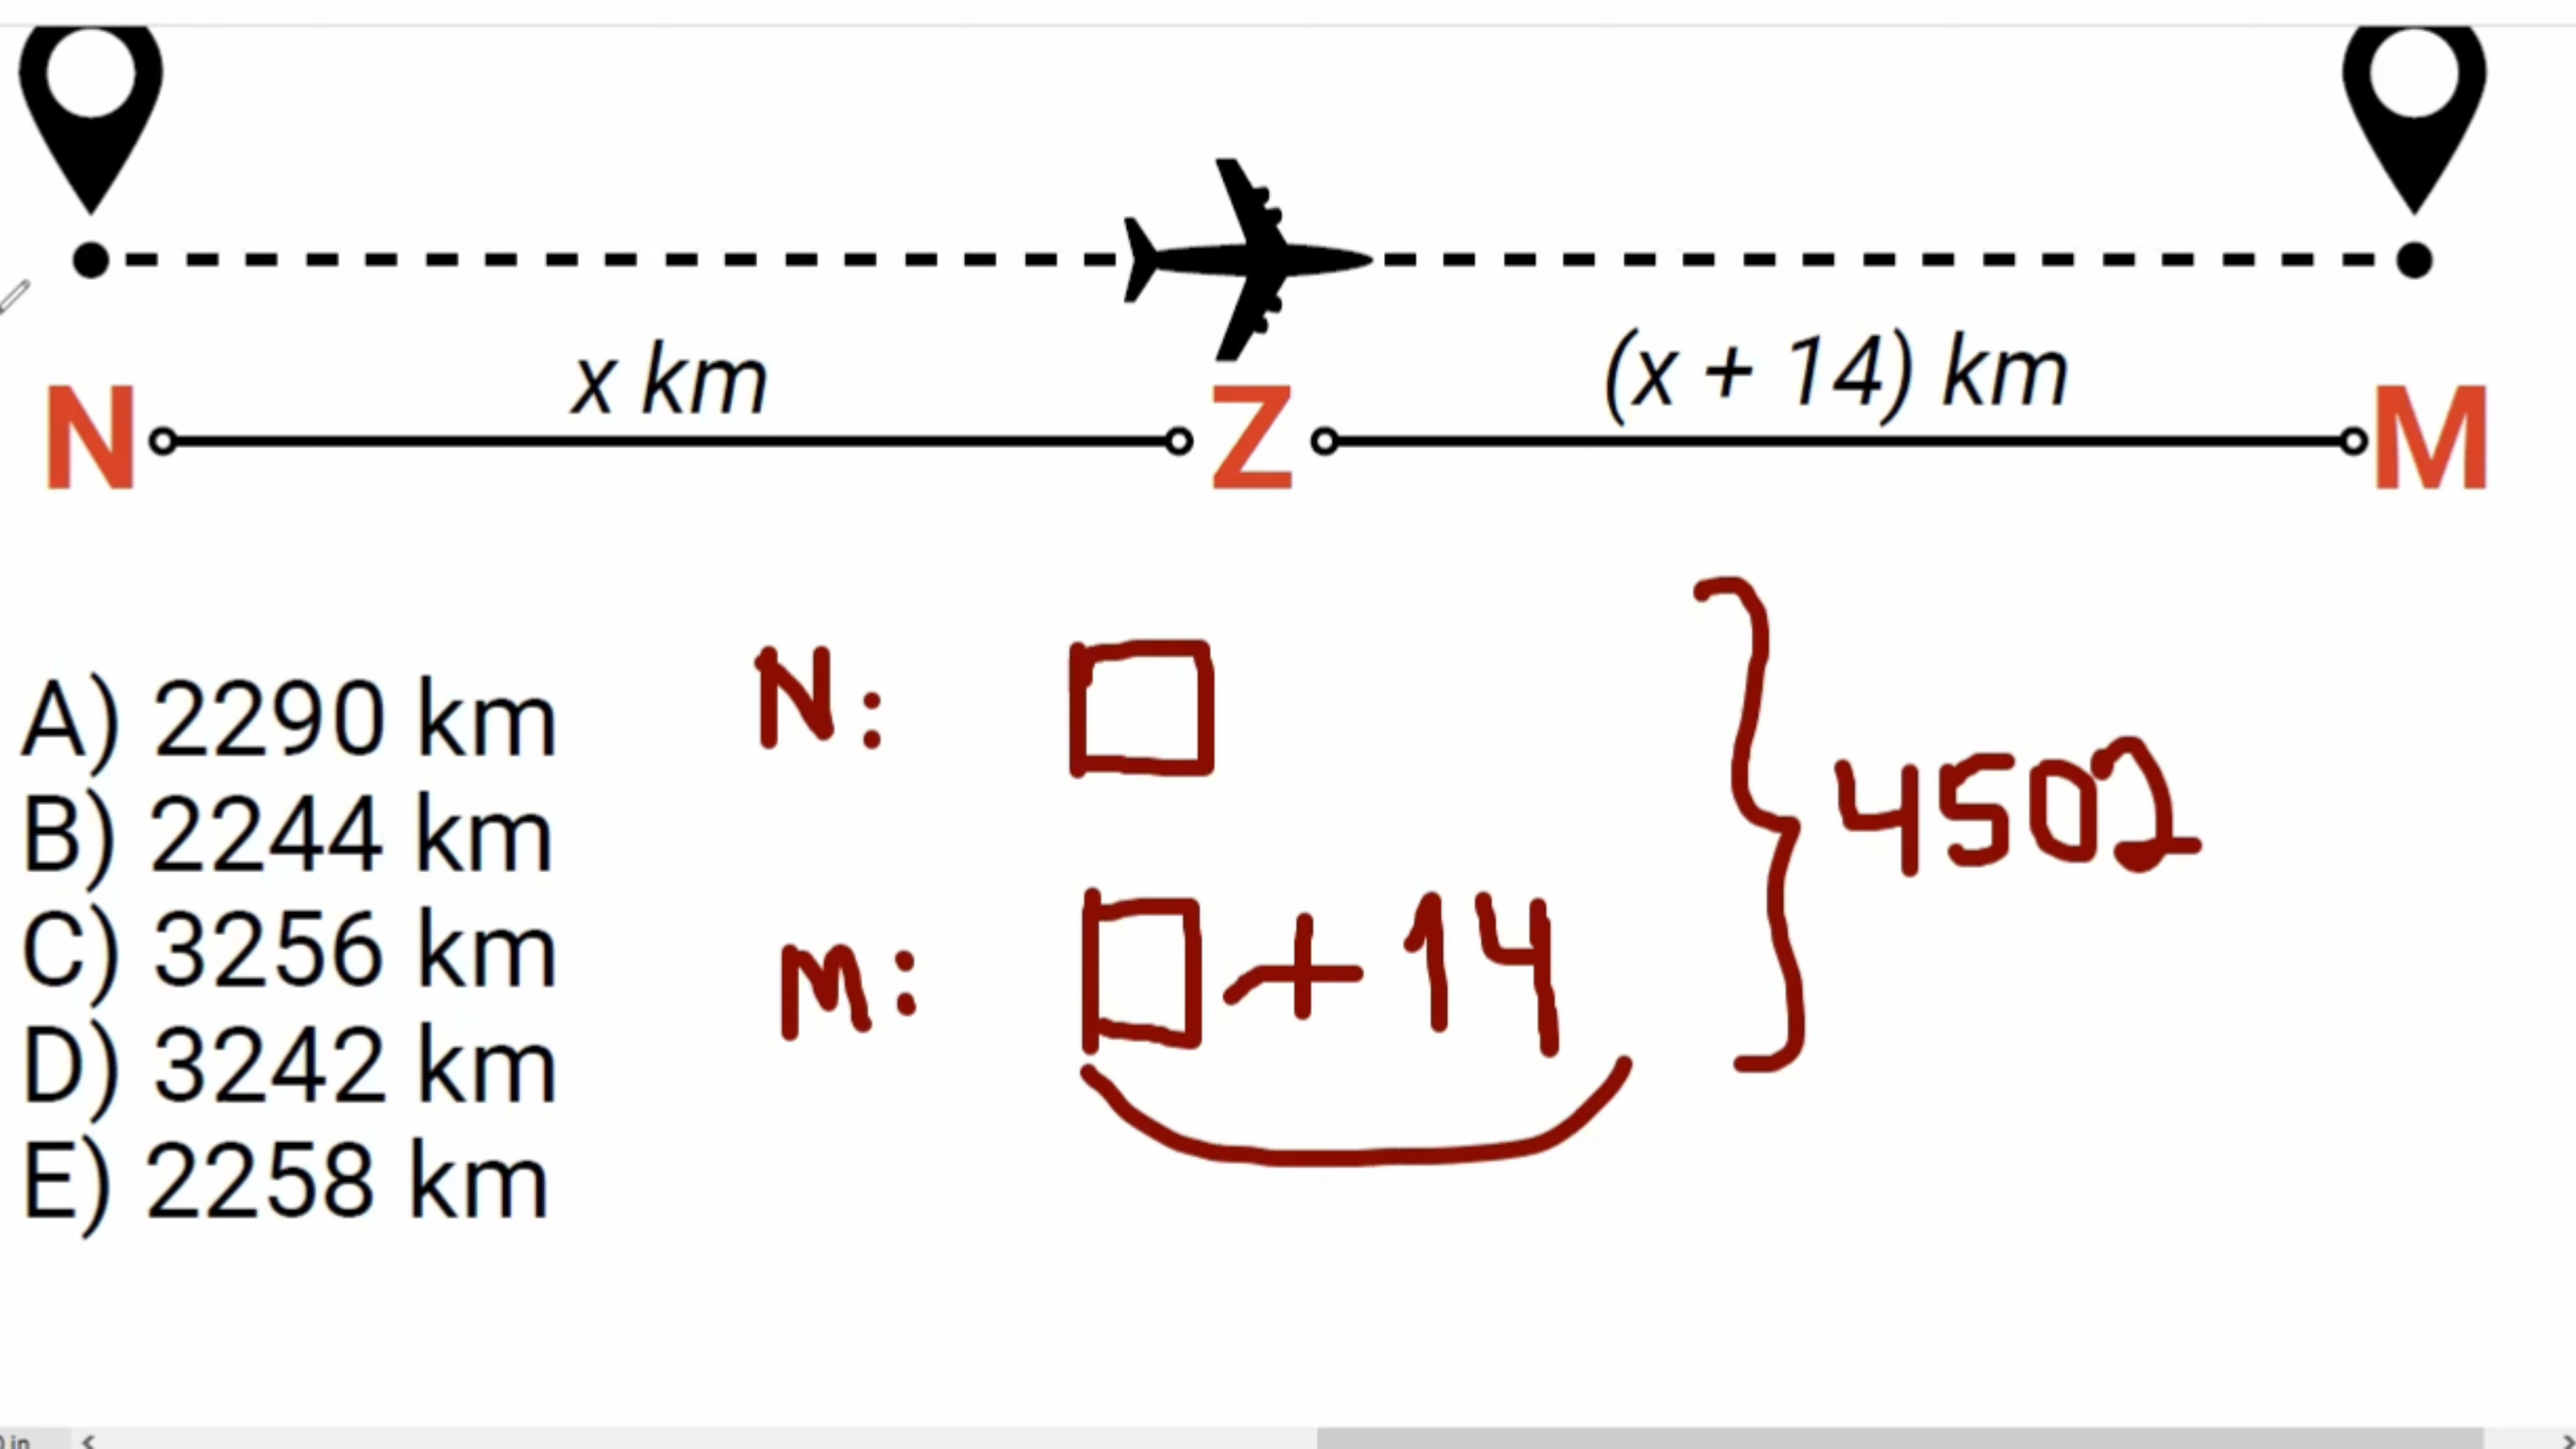 x km
(x + 14) km
N Z M
A) 2290 km
B) 2244 km
C) 3256 km
D) 3242 km
E) 2258 km
N: □
M: □ + 14
4502